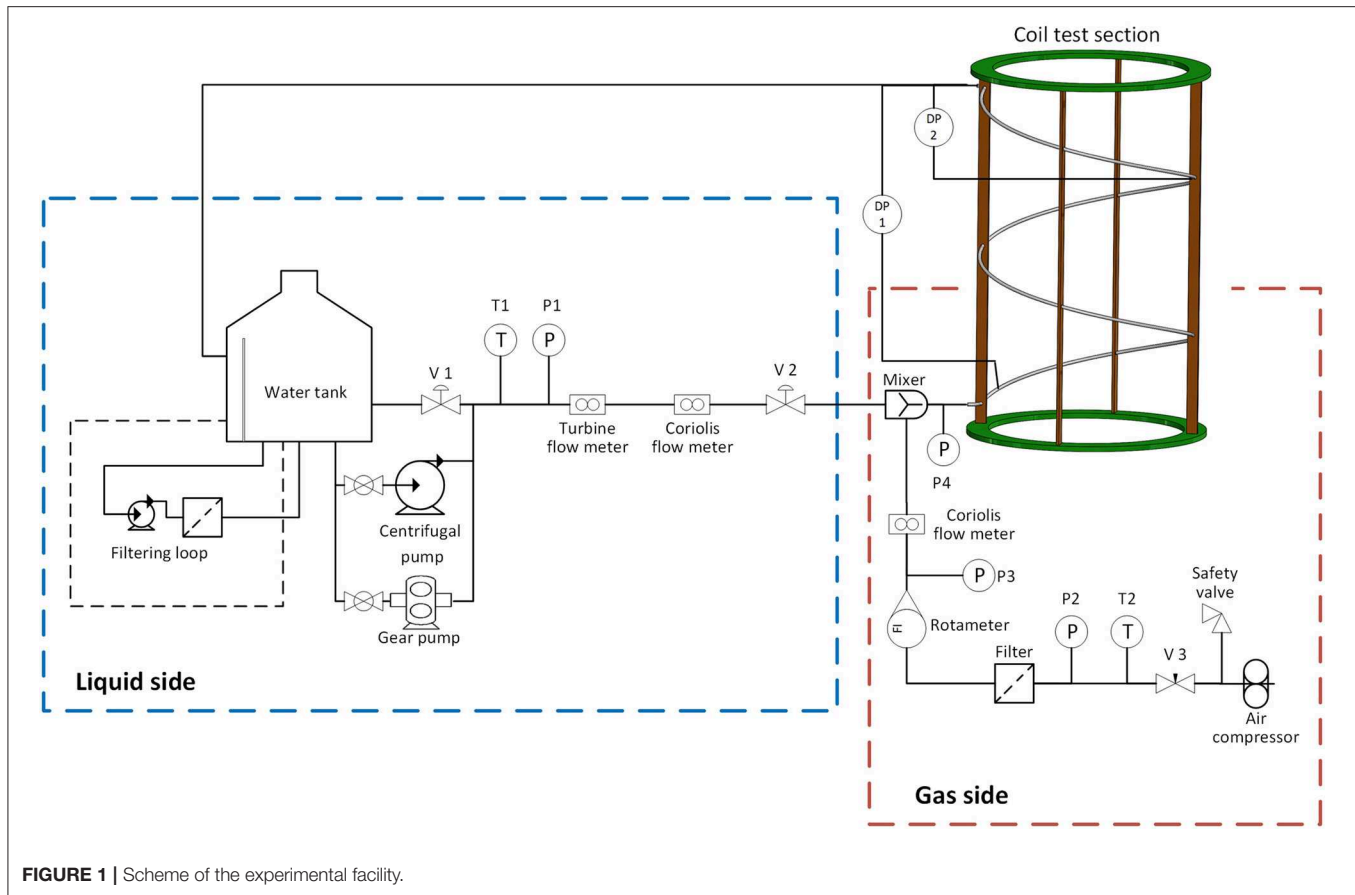 Coil test section
DP
2
DP
1
T1
P1
T
P
V 1
V 2
Water tank
Turbine
flow meter
Coriolis
flow meter
Mixer
P
P4
Filtering loop
Centrifugal
pump
Gear pump
Liquid side
Coriolis
flow meter
P
P3
FI
Rotameter
Filter
P2
P
T2
T
V 3
Safety
valve
Air
compressor
Gas side
FIGURE 1 | Scheme of the experimental facility.